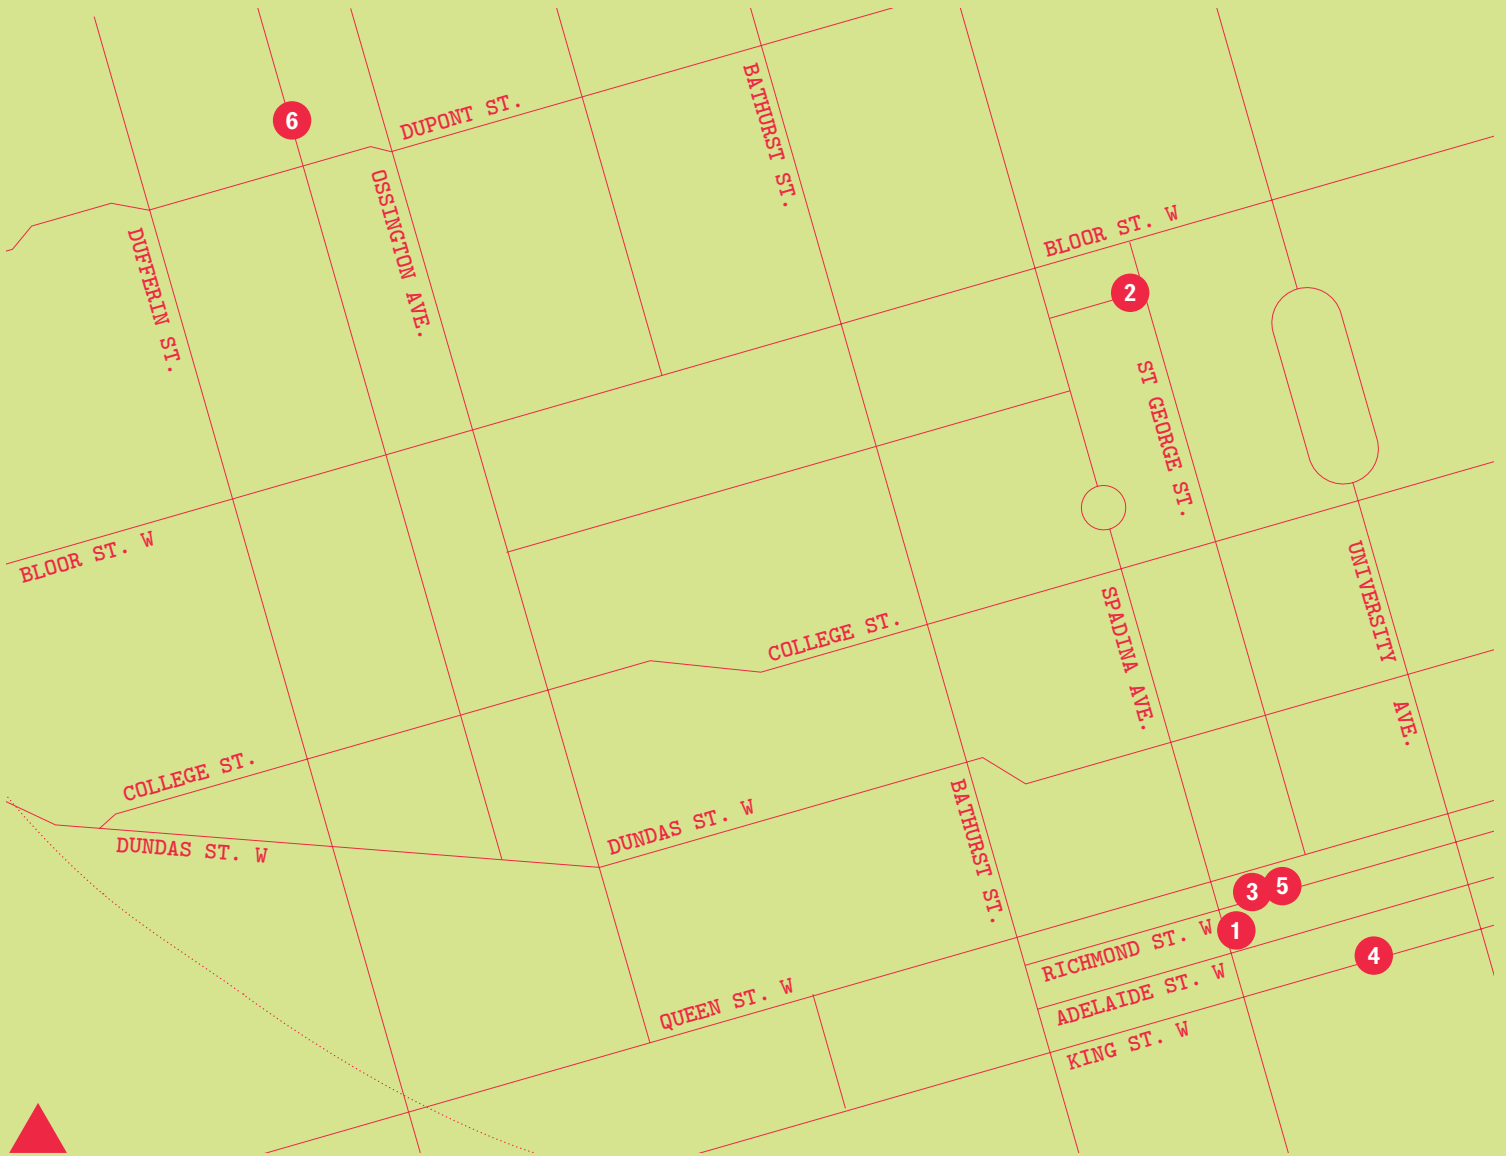 DUPONT ST.
BATHURST ST.
6
OSSINGTON AVE.
DUFFERIN ST.
BLOOR ST. W
2
ST GEORGE ST.
BLOOR ST. W
UNIVERSITY AVE.
SPADINA AVE.
COLLEGE ST.
COLLEGE ST.
DUNDAS ST. W
DUNDAS ST. W
BATHURST ST.
3
5
1
4
RICHMOND ST. W
ADELAIDE ST. W
QUEEN ST. W
KING ST. W